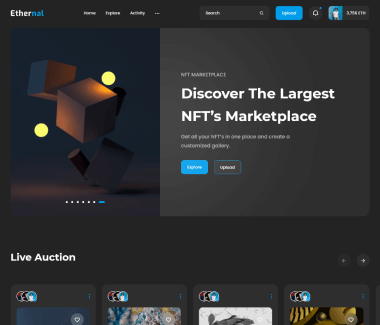 Ethernal
Home Explore Activity
Search
Upload
3,756 ETH
NFT MARKETPLACE
Discover The Largest
NFT’s Marketplace
Get all your NFT's in one place and create a
customized gallery.
Explore Upload
Live Auction